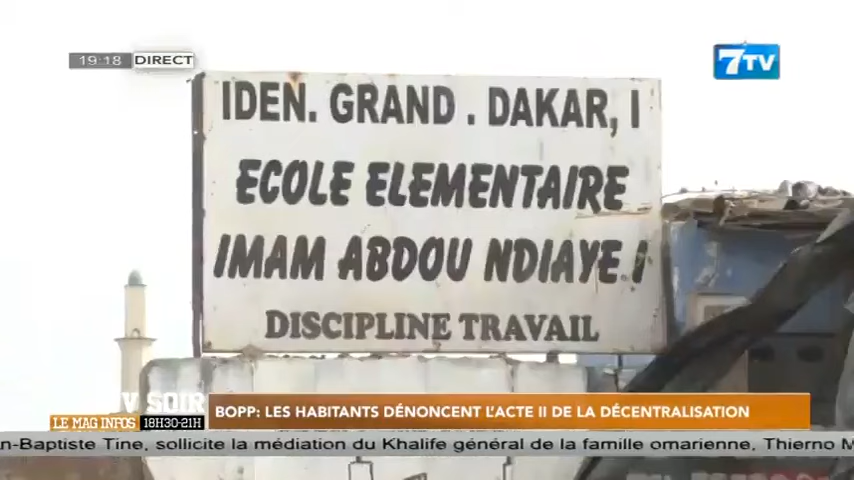 19:18 DIRECT
7TV
IDEN. GRAND . DAKAR, I
ECOLE ELEMENTAIRE
IMAM ABDOU NDIAYE. I
DISCIPLINE TRAVAIL
SOIR
BOPP: LES HABITANTS DÉNONCENT L'ACTE II DE LA DÉCENTRALISATION
LE MAG INFOS 18H30-21H
n-Baptiste Tine, sollicite la médiation du Khalife général de la famille omarienne, Thierno M